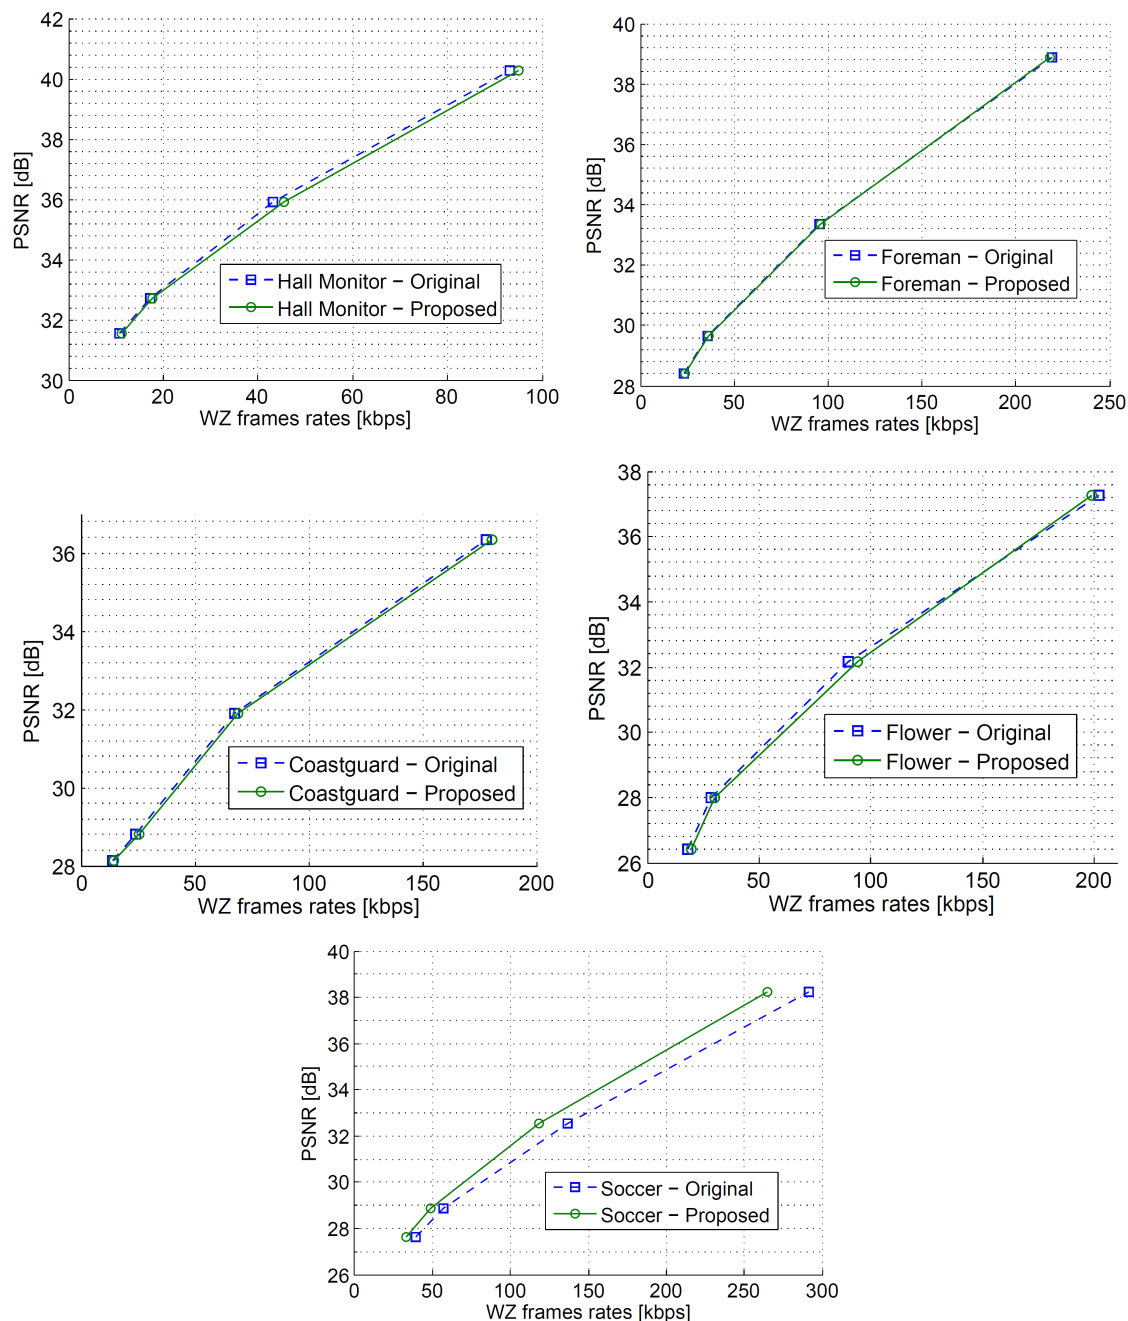 42
40
38
36
34
32
30
PSNR [dB]
Hall Monitor − Original
Hall Monitor − Proposed
0 20 40 60 80 100
WZ frames rates [kbps]
40
38
36
34
32
30
28
PSNR [dB]
Foreman − Original
Foreman − Proposed
0 50 100 150 200 250
WZ frames rates [kbps]
36
34
32
30
28
PSNR [dB]
Coastguard − Original
Coastguard − Proposed
0 50 100 150 200
WZ frames rates [kbps]
38
36
34
32
30
28
26
PSNR [dB]
Flower − Original
Flower − Proposed
0 50 100 150 200
WZ frames rates [kbps]
40
38
36
34
32
30
28
26
PSNR [dB]
Soccer − Original
Soccer − Proposed
0 50 100 150 200 250 300
WZ frames rates [kbps]